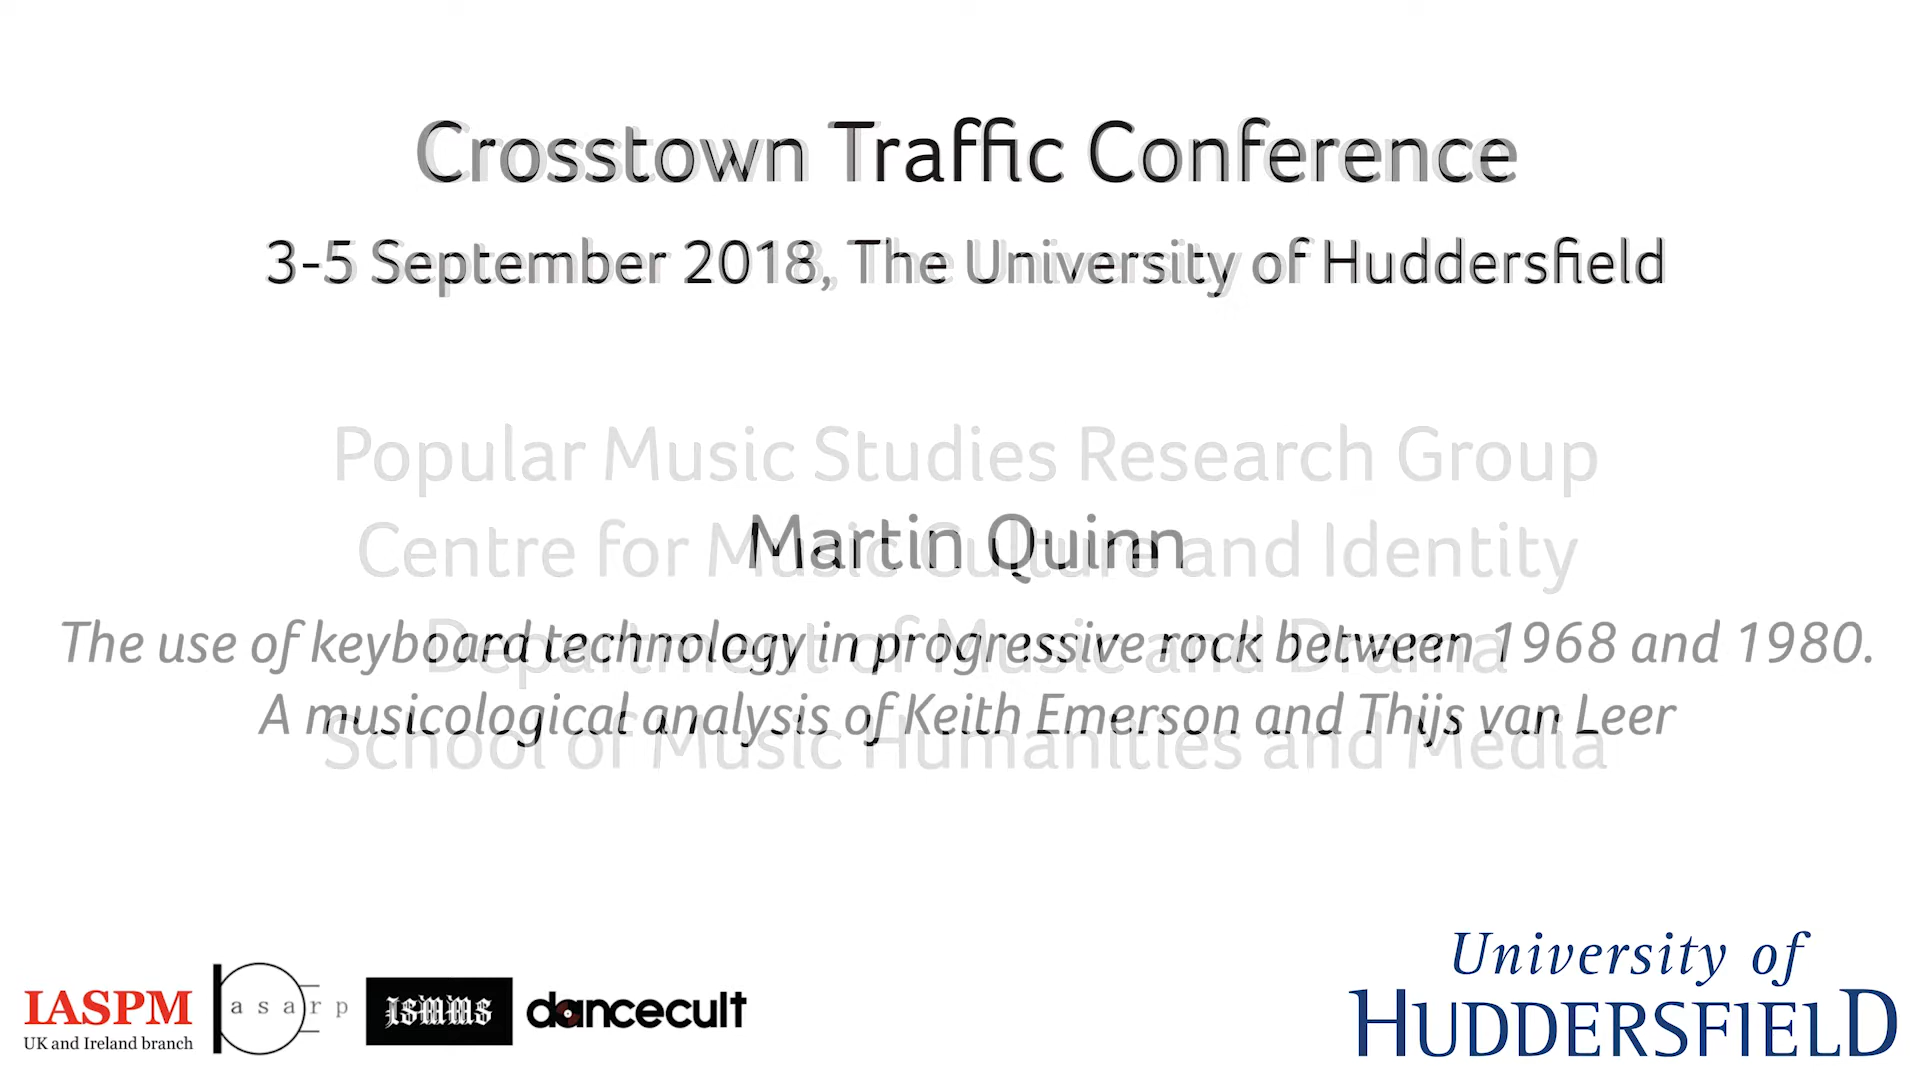 Crosstown Traffic Conference
3-5 September 2018, The University of Huddersfield
Popular Music Studies Research Group
Centre for Music Culture and Identity
Martin Quinn
Department of Music and Drama
The use of keyboard technology in progressive rock between 1968 and 1980.
A musicological analysis of Keith Emerson and Thijs van Leer
School of Music Humanities and Media
IASPM
UK and Ireland branch
asarp
ISMMS
dancecult
University of
HUDDERSFIELD